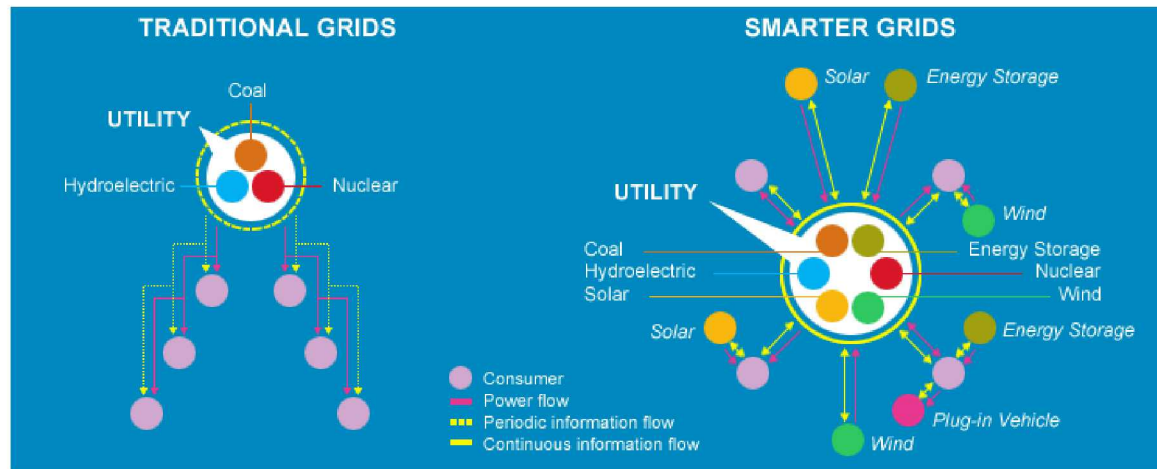 TRADITIONAL GRIDS
Coal
UTILITY
Hydroelectric
Nuclear
SMARTER GRIDS
Solar
Energy Storage
UTILITY
Wind
Coal
Energy Storage
Hydroelectric
Nuclear
Solar
Wind
Solar
Energy Storage
Plug-in Vehicle
Wind
Consumer
Power flow
Periodic information flow
Continuous information flow